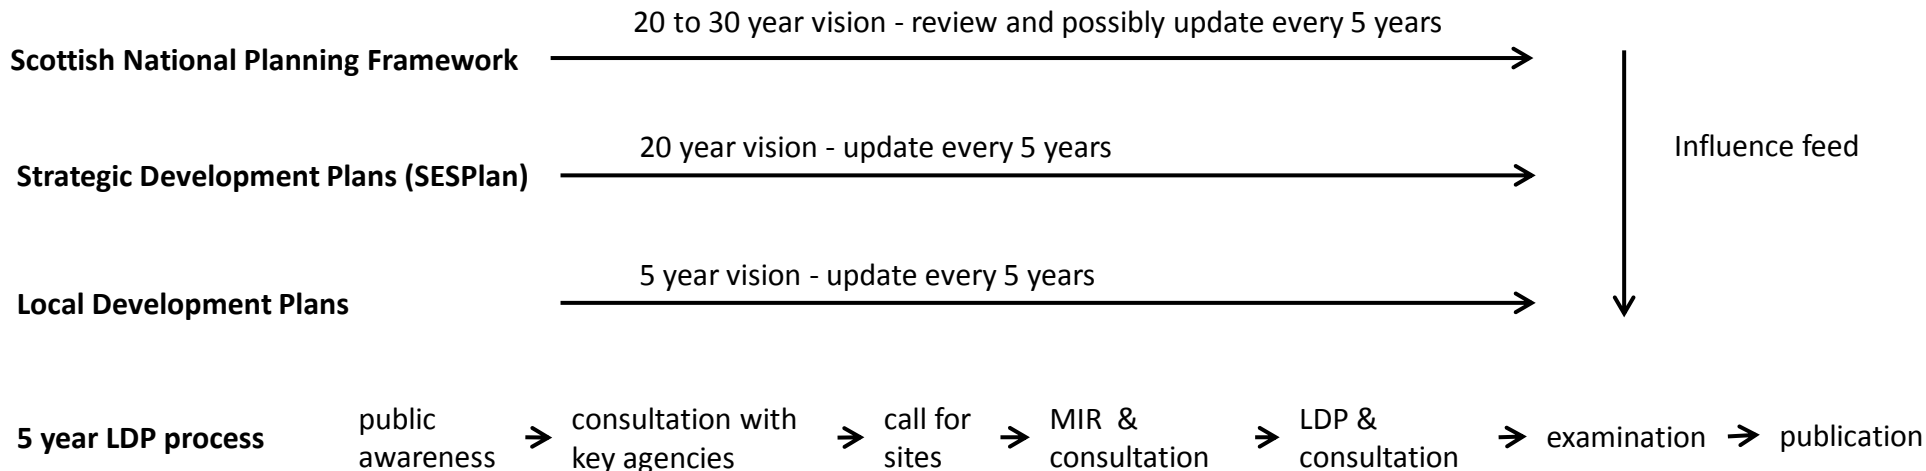 20 to 30 year vision - review and possibly update every 5 years
Scottish National Planning Framework
20 year vision - update every 5 years
Influence feed
Strategic Development Plans (SESPlan)
5 year vision - update every 5 years
Local Development Plans
5 year LDP process
public
awareness
consultation with
key agencies
call for
sites
MIR &
consultation
LDP &
consultation
examination
publication